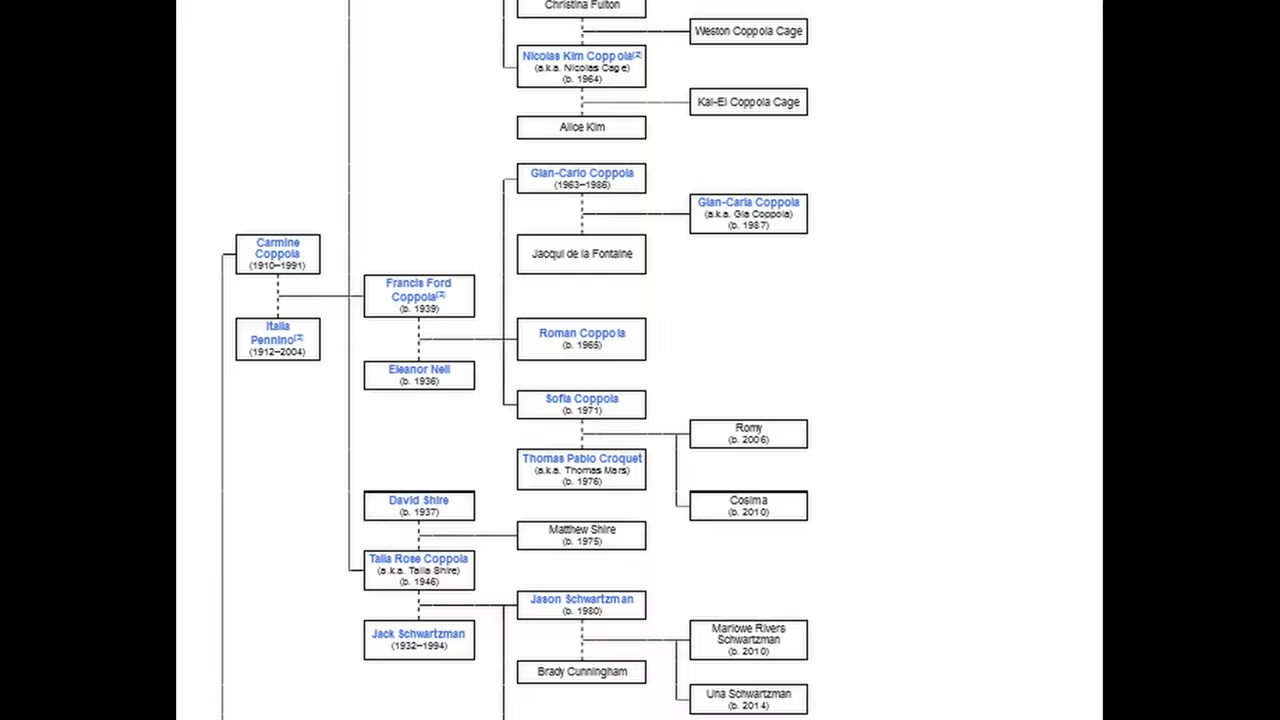 Christina Fulton
Weston Coppola Cage
Nicolas Kim Coppola[2]
(a.k.a. Nicolas Cage)
(b. 1964)
Kal-El Coppola Cage
Alice Kim
Gian-Carlo Coppola
(1963–1986)
Gian-Carla Coppola
(a.k.a. Gia Coppola)
(b. 1987)
Jacqui de la Fontaine
Carmine
Coppola
(1910–1991)
Italia
Pennino[2]
(1912–2004)
Francis Ford
Coppola[2]
(b. 1939)
Eleanor Neil
(b. 1936)
Roman Coppola
(b. 1965)
Sofia Coppola
(b. 1971)
Romy
(b. 2006)
Thomas Pablo Croquet
(a.k.a. Thomas Mars)
(b. 1976)
Cosima
(b. 2010)
David Shire
(b. 1937)
Matthew Shire
(b. 1975)
Talia Rose Coppola
(a.k.a. Talia Shire)
(b. 1946)
Jason Schwartzman
(b. 1980)
Jack Schwartzman
(1932–1994)
Marlowe Rivers
Schwartzman
(b. 2010)
Brady Cunningham
Una Schwartzman
(b. 2014)